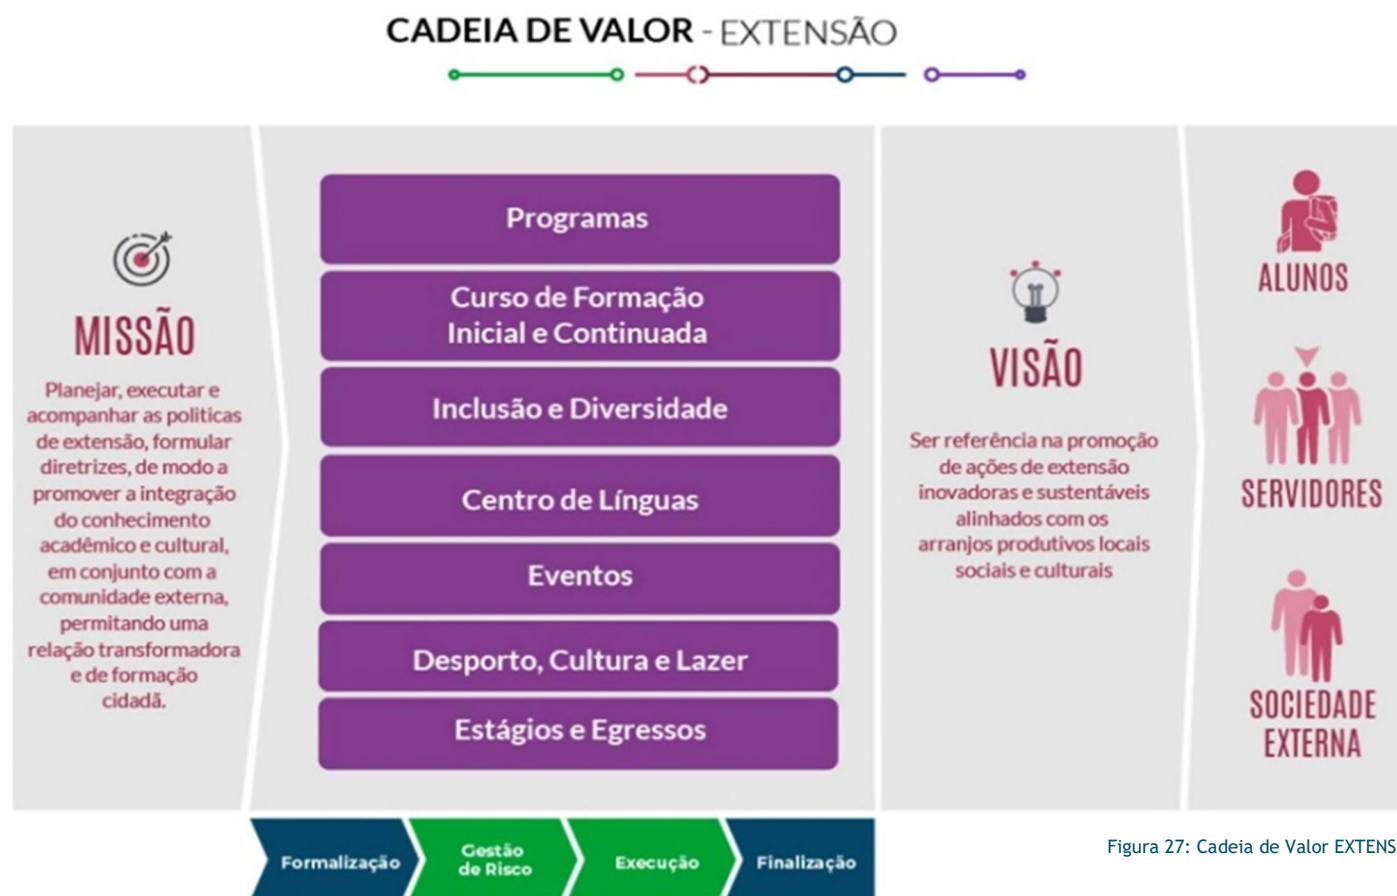 CADEIA DE VALOR - EXTENSÃO
MISSÃO
Planejar, executar e
acompanhar as politicas
de extensão, formular
diretrizes, de modo a
promover a integração
do conhecimento
acadêmico e cultural,
em conjunto com a
comunidade externa,
permitando uma
relação transformadora
e de formação
cidadã.
Programas
Curso de Formação
Inicial e Continuada
Inclusão e Diversidade
Centro de Línguas
Eventos
Desporto, Cultura e Lazer
Estágios e Egressos
VISÃO
Ser referência na promoção
de ações de extensão
inovadoras e sustentáveis
alinhados com os
arranjos produtivos locais
sociais e culturais
ALUNOS
SERVIDORES
SOCIEDADE
EXTERNA
Formalização
Gestão
de Risco
Execução
Finalização
Figura 27: Cadeia de Valor EXTENS